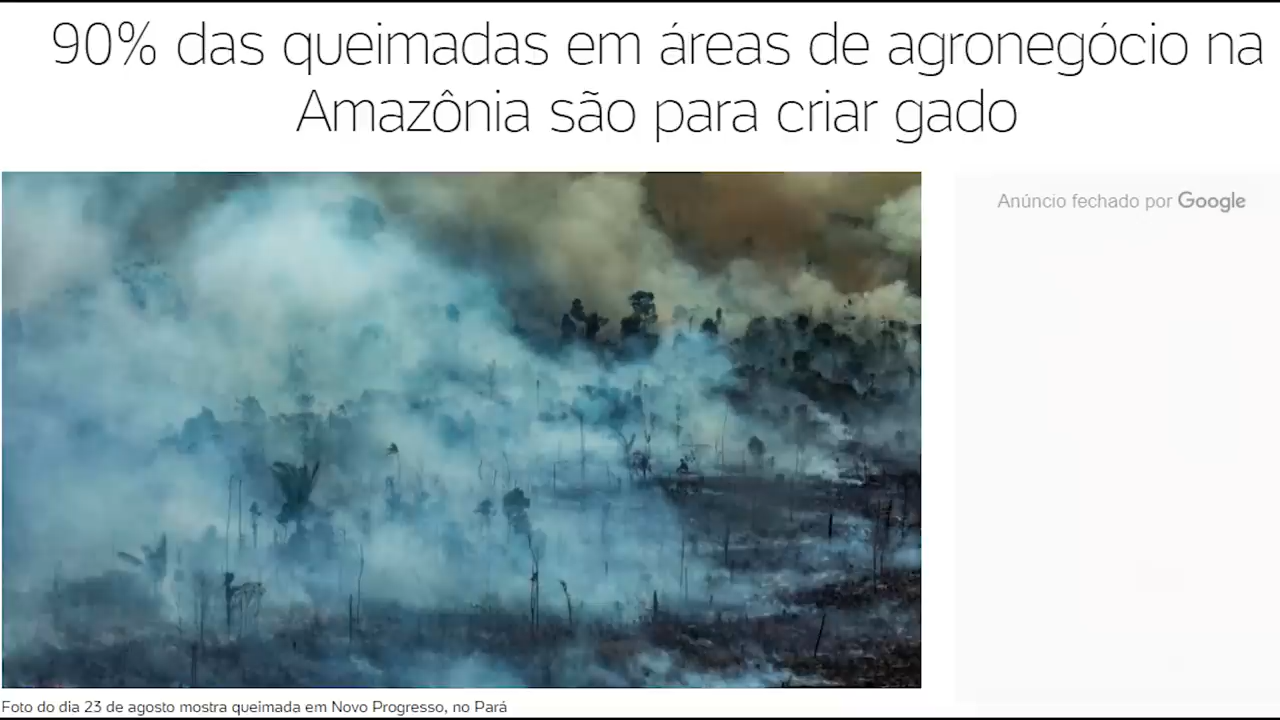 90% das queimadas em áreas de agronegócio na
Amazônia são para criar gado
Anúncio fechado por Google
Foto do dia 23 de agosto mostra queimada em Novo Progresso, no Pará